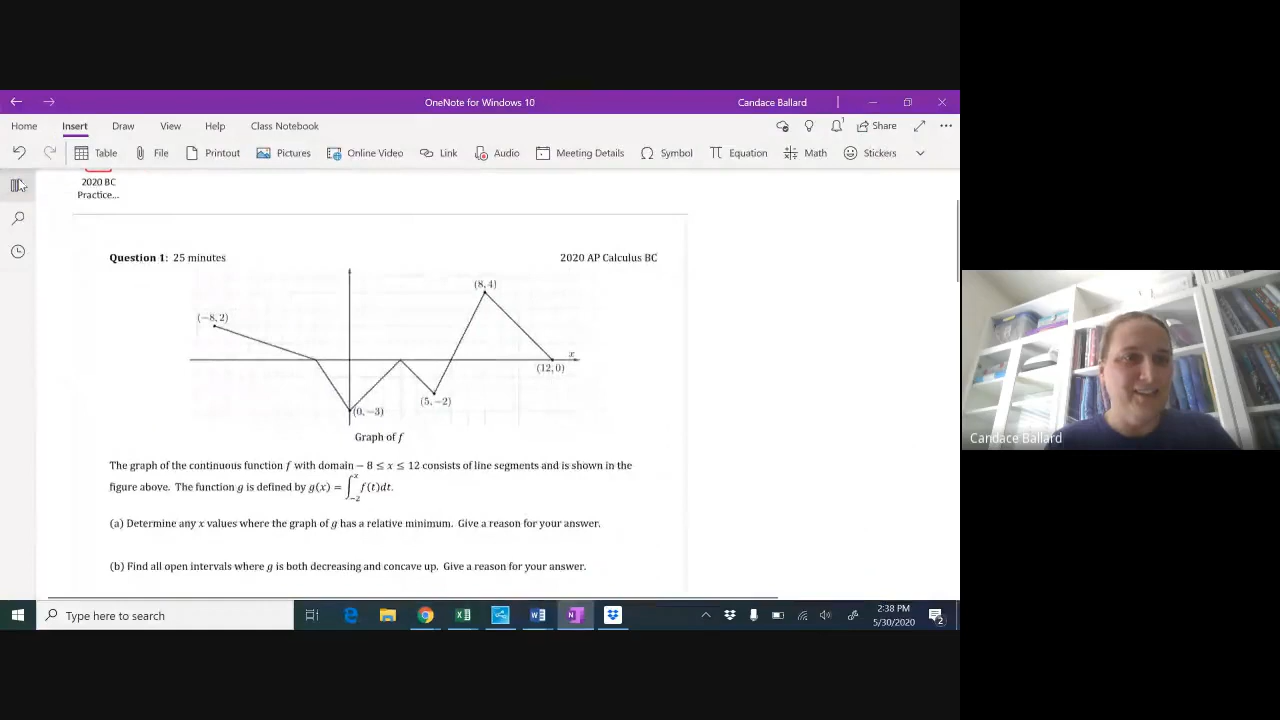 OneNote for Windows 10
Candace Ballard
Home Insert Draw View Help Class Notebook
Share
Table File Printout Pictures Online Video Link Audio Meeting Details Symbol Equation Math Stickers
2020 BC
Practice...
Question 1: 25 minutes
2020 AP Calculus BC
(8, 4)
(−8, 2)
x
(12, 0)
(5, −2)
(0, −3)
Graph of f
The graph of the continuous function f with domain − 8 ≤ x ≤ 12 consists of line segments and is shown in the
figure above. The function g is defined by g(x) = ∫_{−2}^{x} f(t)dt.
(a) Determine any x values where the graph of g has a relative minimum. Give a reason for your answer.
(b) Find all open intervals where g is both decreasing and concave up. Give a reason for your answer.
Candace Ballard
Type here to search
2:38 PM
5/30/2020
2